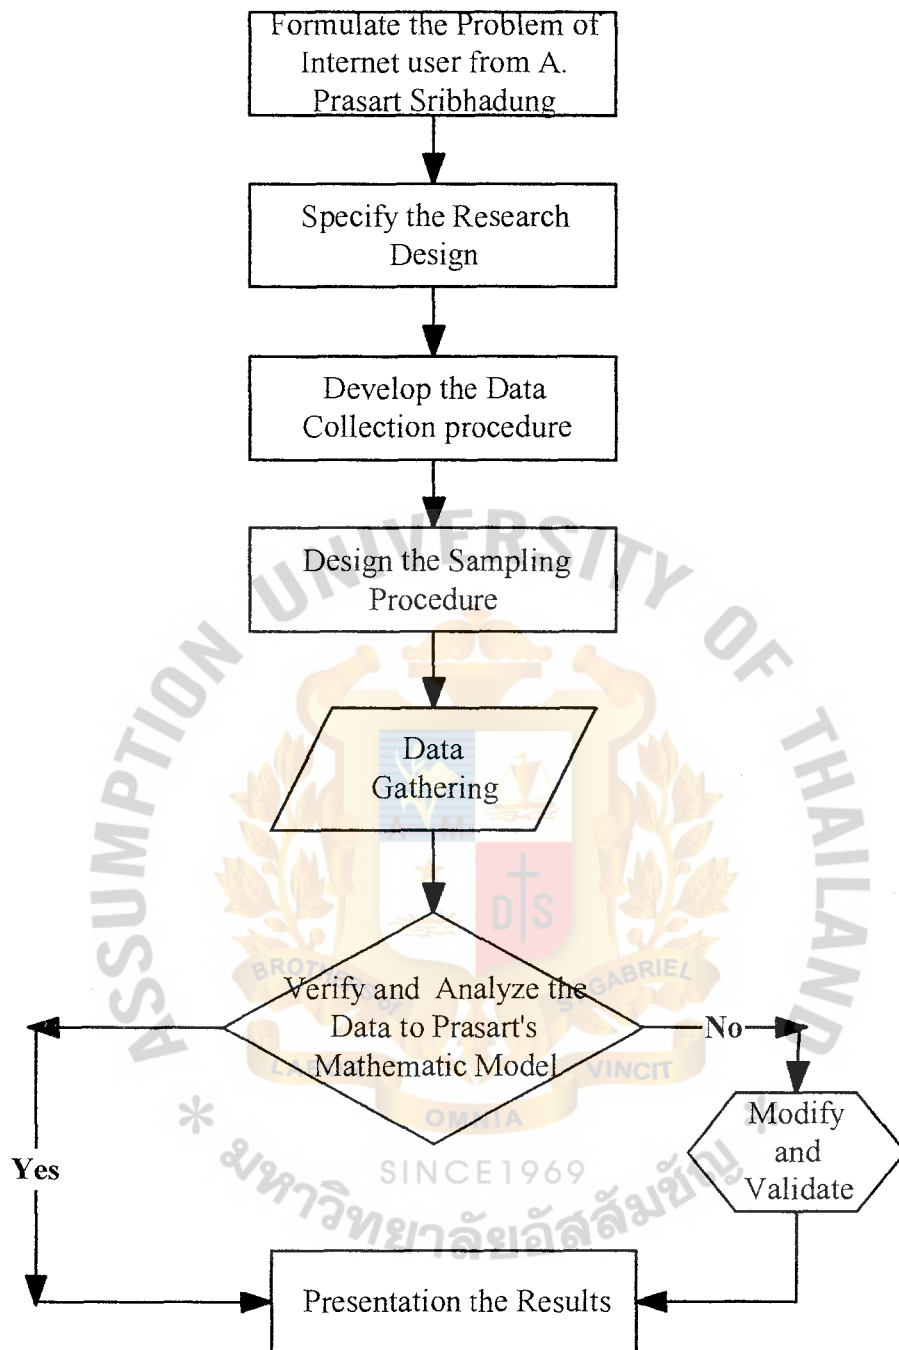 Formulate the Problem of
Internet user from A.
Prasart Sribhadung
Specify the Research
Design
Develop the Data
Collection procedure
Design the Sampling
Procedure
Data
Gathering
Verify and Analyze the
Data to Prasart's
Mathematic Model
No
Yes
Modify
and
Validate
Presentation the Results
ASSUMPTION UNIVERSITY OF THAILAND
A M
D S
BROTHERS OF
ST GABRIEL
VINCIT
OMNIA
SINCE1969
* มหาวิทยาลัยอัสสัมชัญ *